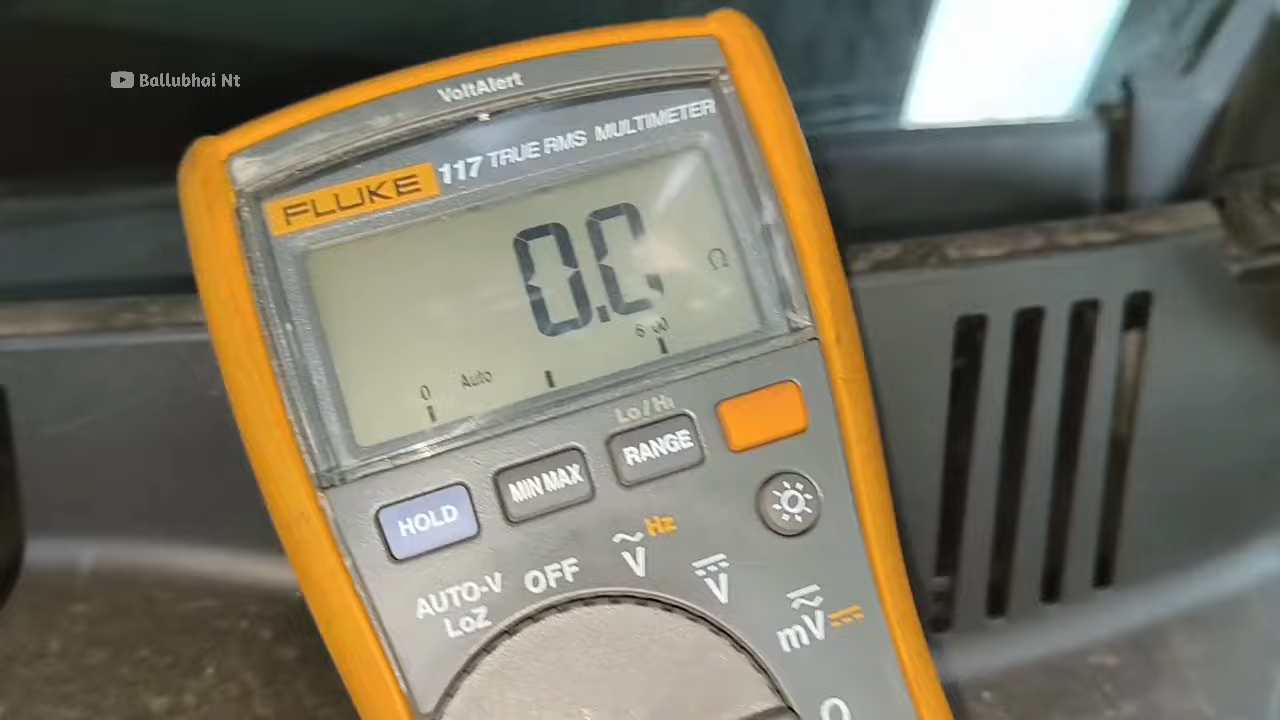 Ballubhai Nt
VoltAlert
FLUKE 117 TRUE RMS MULTIMETER
0.0 Ω
0 Auto 600
Lo/Hi
HOLD MIN MAX RANGE
AUTO-V
LoZ
OFF
Hz
V
V
mV
Ω